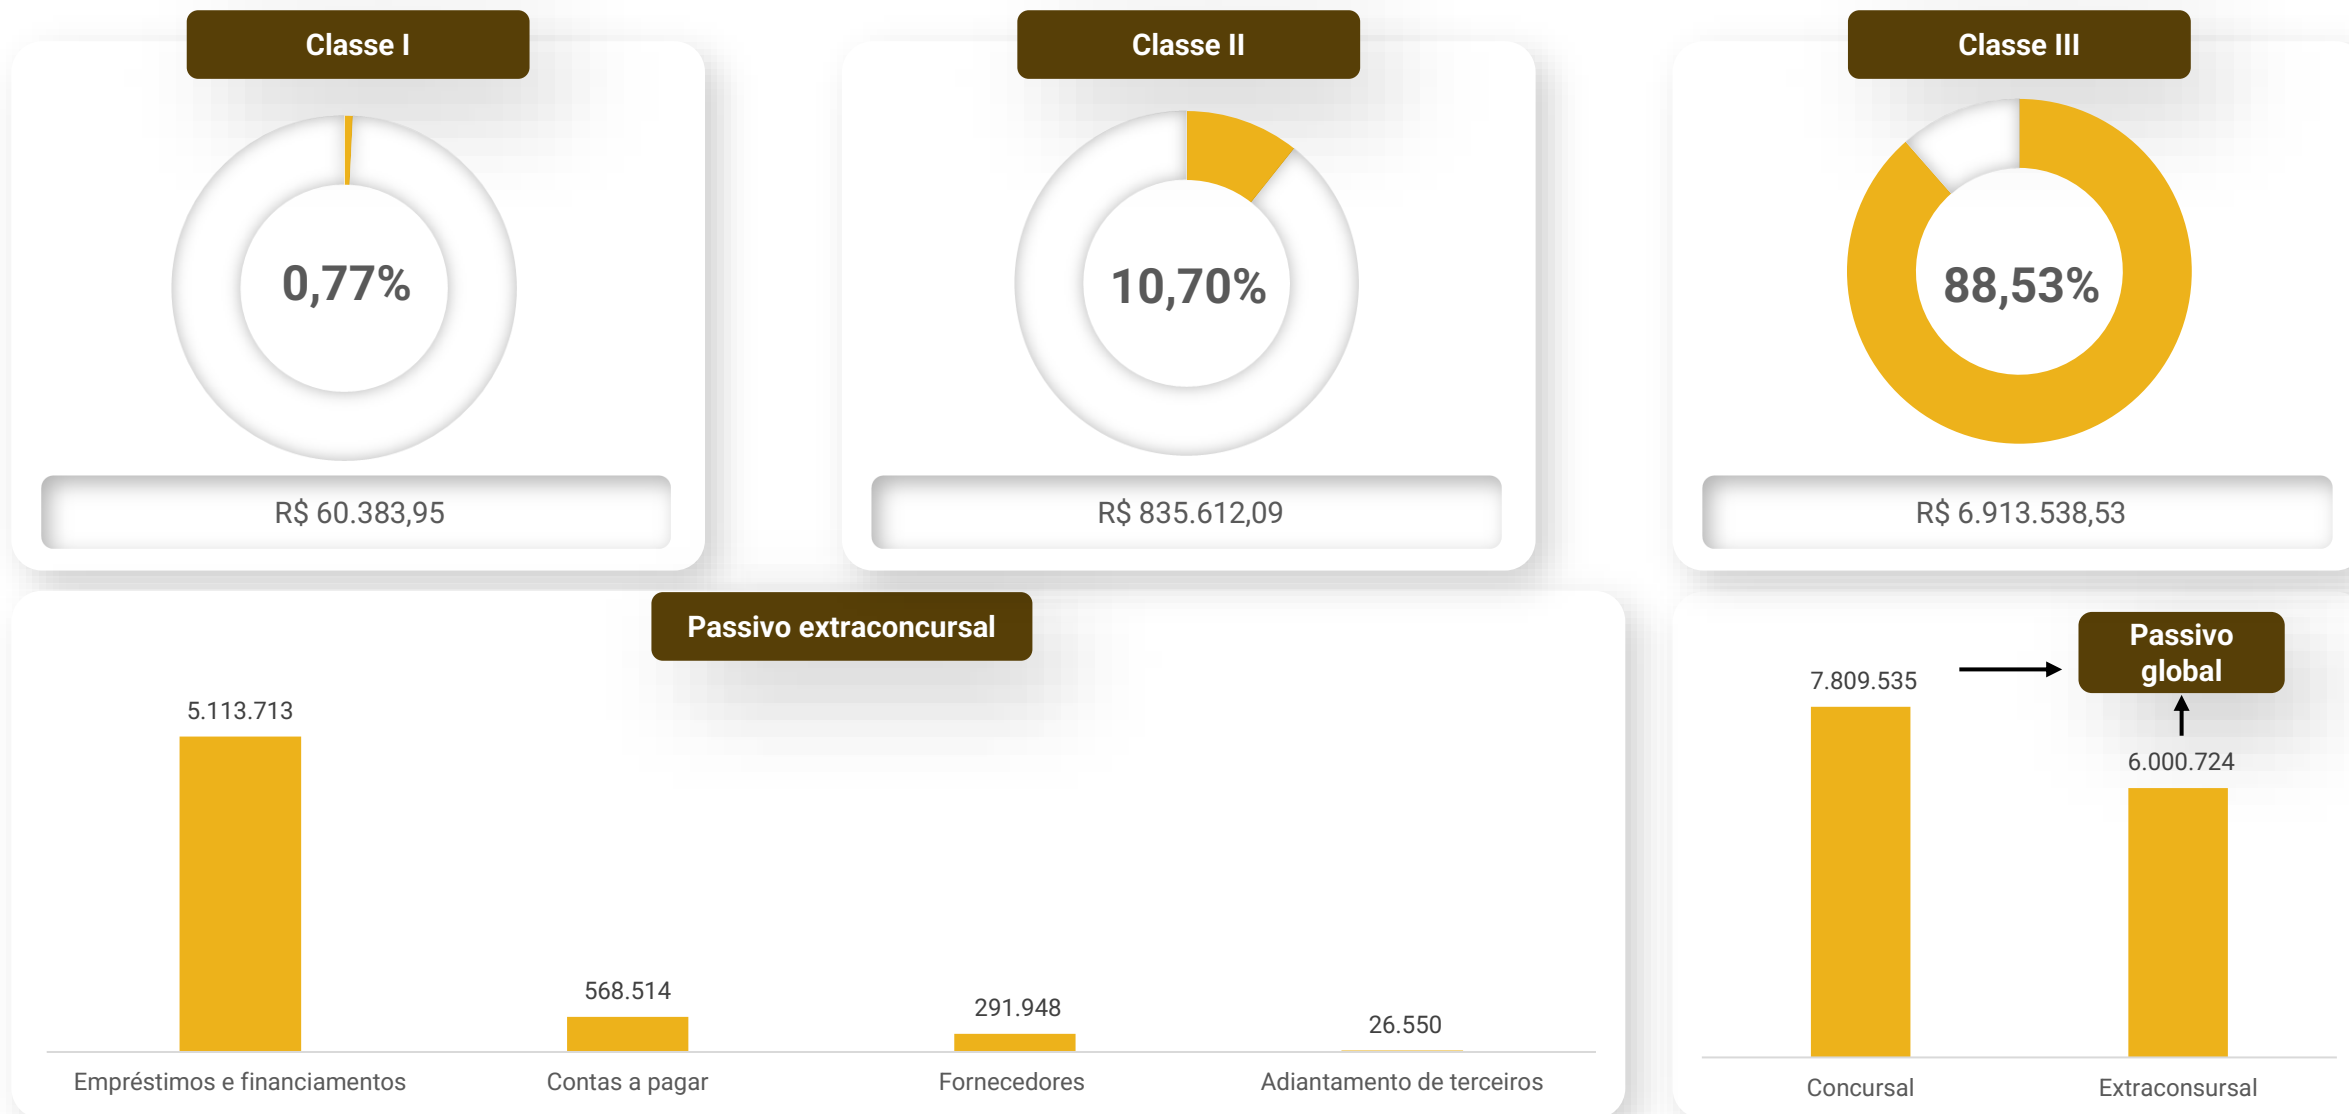 Classe I
0,77%
R$ 60.383,95
Classe II
10,70%
R$ 835.612,09
Classe III
88,53%
R$ 6.913.538,53
Passivo extraconcursal
5.113.713
568.514
291.948
26.550
Empréstimos e financiamentos
Contas a pagar
Fornecedores
Adiantamento de terceiros
Passivo
global
7.809.535
6.000.724
Concursal
Extraconsursal